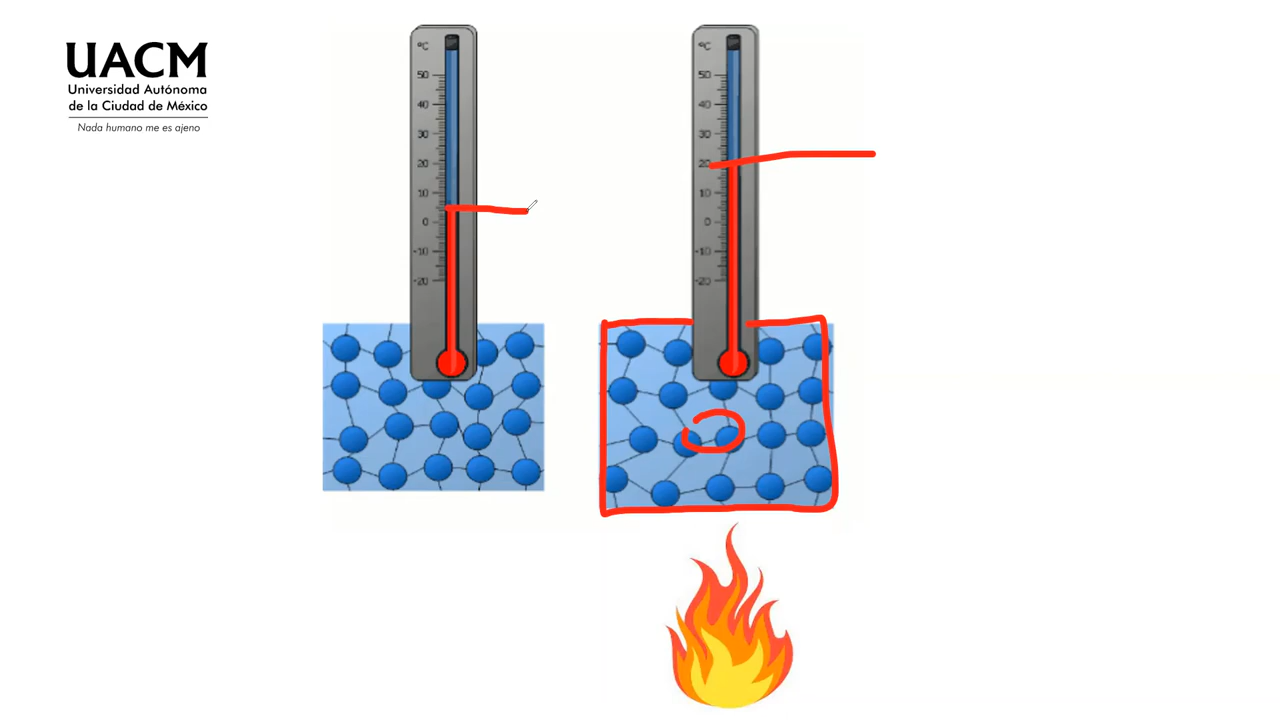 UACM
Universidad Autónoma
de la Ciudad de México
Nada humano me es ajeno
°C
50
40
30
20
10
0
-10
-20
°C
50
40
30
20
10
0
-10
-20